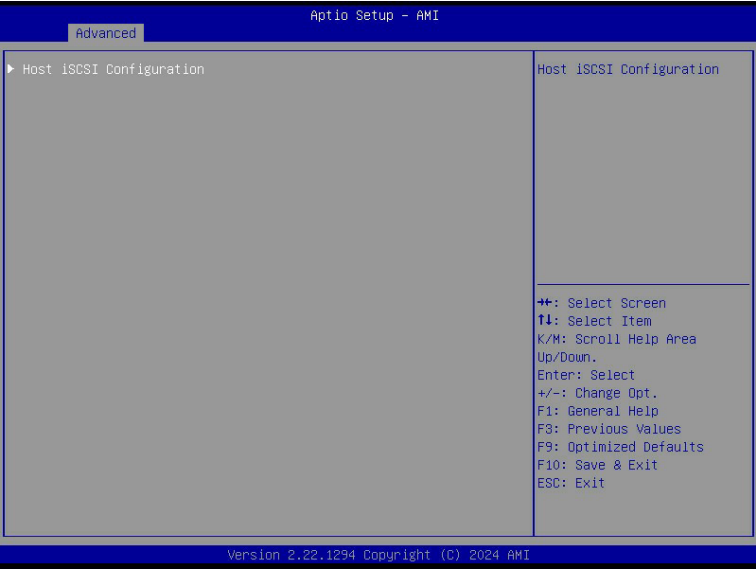 Aptio Setup – AMI
Advanced
▶ Host iSCSI Configuration
Host iSCSI Configuration
→←: Select Screen
↑↓: Select Item
K/M: Scroll Help Area
Up/Down.
Enter: Select
+/-: Change Opt.
F1: General Help
F3: Previous Values
F9: Optimized Defaults
F10: Save & Exit
ESC: Exit
Version 2.22.1294 Copyright (C) 2024 AMI